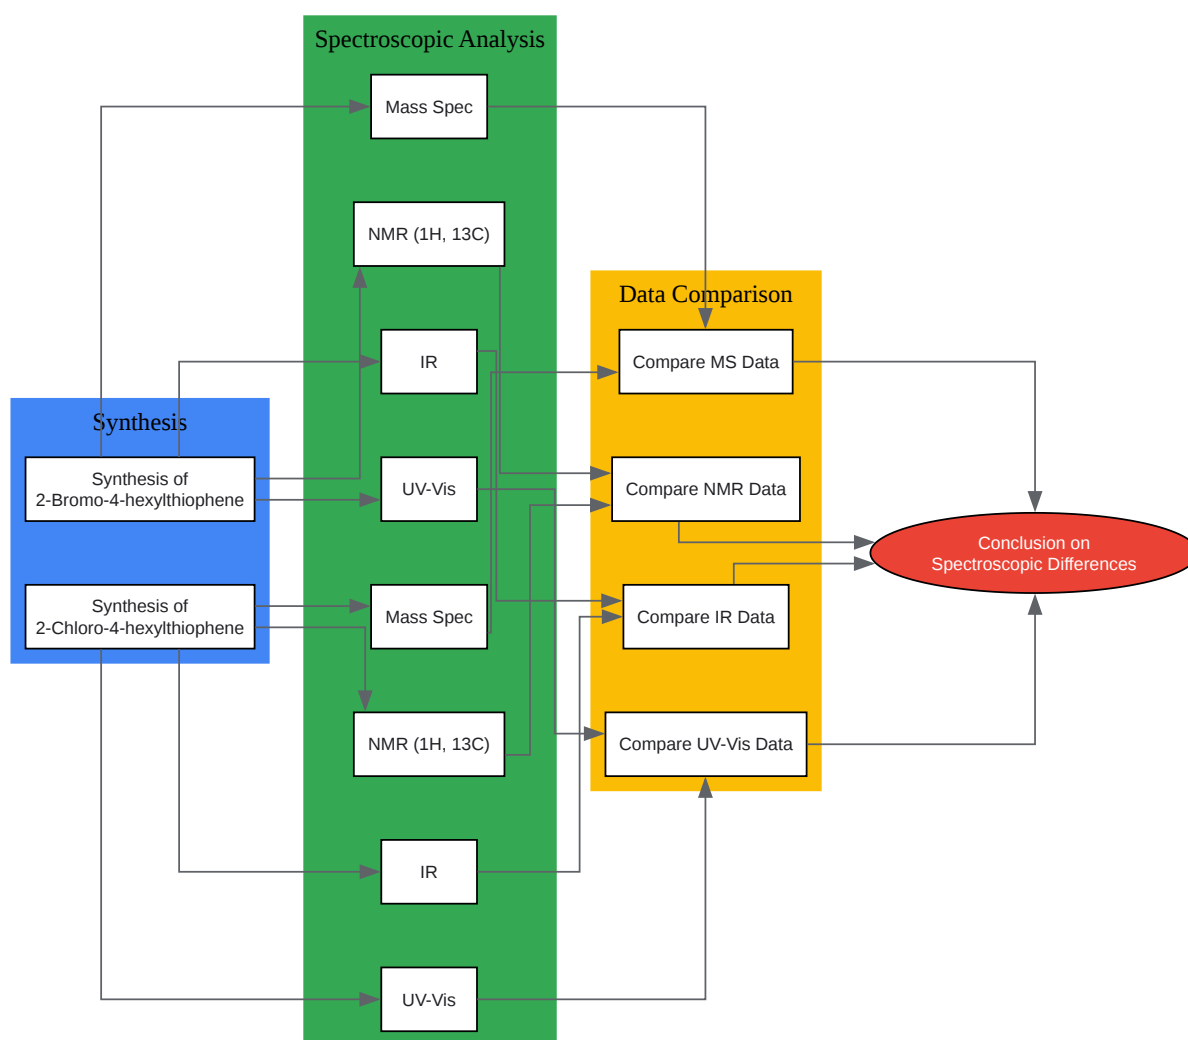 Synthesis
Synthesis of
2-Bromo-4-hexylthiophene
Synthesis of
2-Chloro-4-hexylthiophene
Spectroscopic Analysis
Mass Spec
NMR (1H, 13C)
IR
UV-Vis
Mass Spec
NMR (1H, 13C)
IR
UV-Vis
Data Comparison
Compare MS Data
Compare NMR Data
Compare IR Data
Compare UV-Vis Data
Conclusion on
Spectroscopic Differences